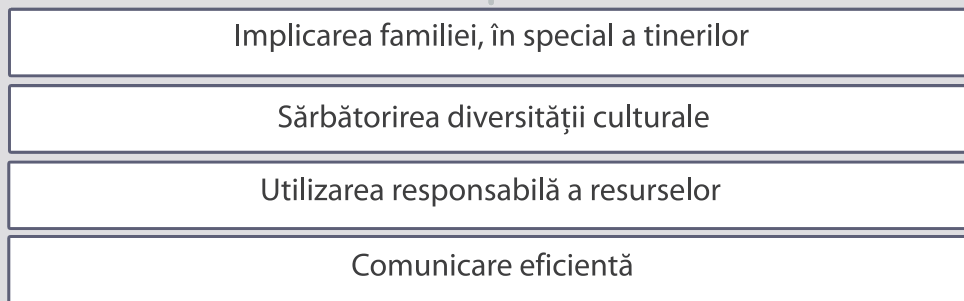 Implicarea familiei, în special a tinerilor
Sărbătorirea diversității culturale
Utilizarea responsabilă a resurselor
Comunicare eficientă